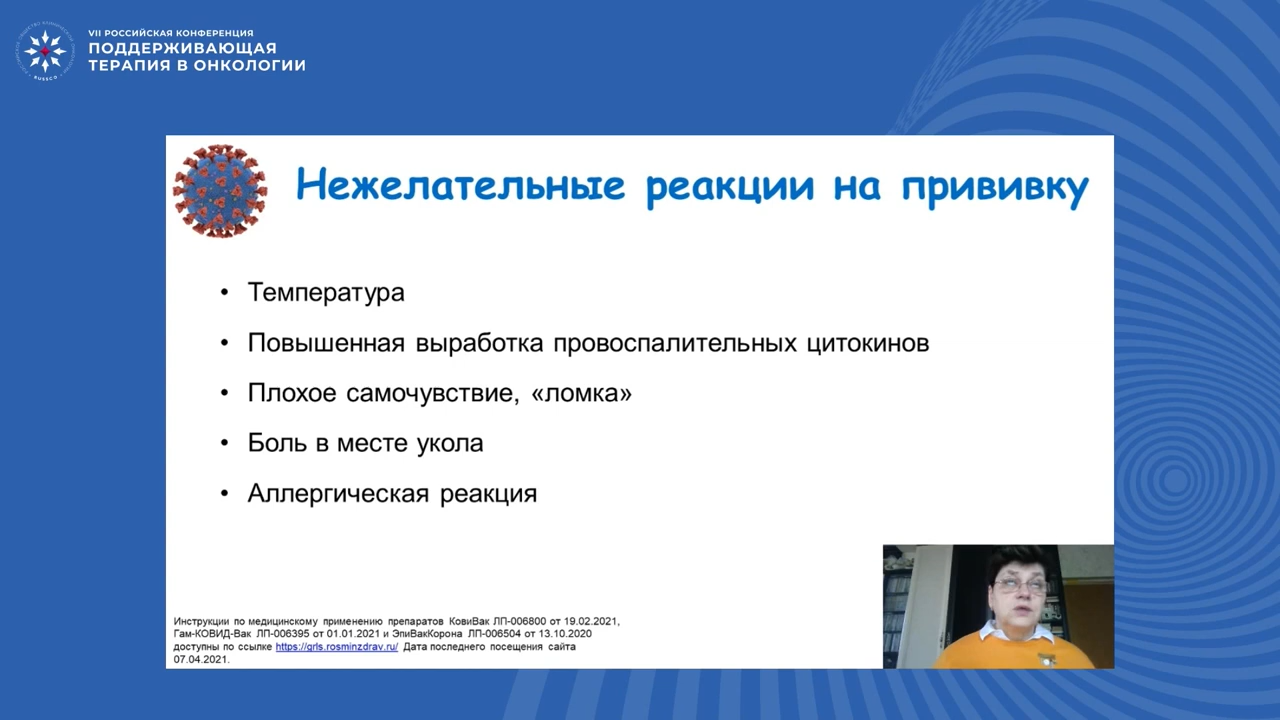 VII РОССИЙСКАЯ КОНФЕРЕНЦИЯ
ПОДДЕРЖИВАЮЩАЯ
ТЕРАПИЯ В ОНКОЛОГИИ
RUSSCO
Нежелательные реакции на прививку
• Температура
• Повышенная выработка провоспалительных цитокинов
• Плохое самочувствие, «ломка»
• Боль в месте укола
• Аллергическая реакция
Инструкции по медицинскому применению препаратов КовиВак ЛП-006800 от 19.02.2021,
Гам-КОВИД-Вак ЛП-006395 от 01.01.2021 и ЭпиВакКорона ЛП-006504 от 13.10.2020
доступны по ссылке https://grls.rosminzdrav.ru/ Дата последнего посещения сайта
07.04.2021.